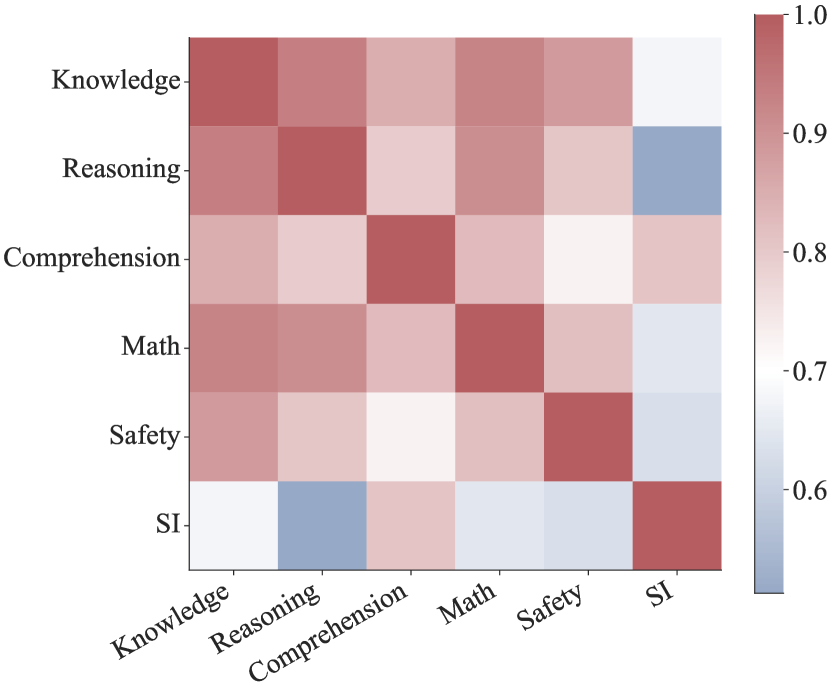 Knowledge
Reasoning
Comprehension
Math
Safety
SI
Knowledge
Reasoning
Comprehension
Math
Safety
SI
1.0
0.9
0.8
0.7
0.6